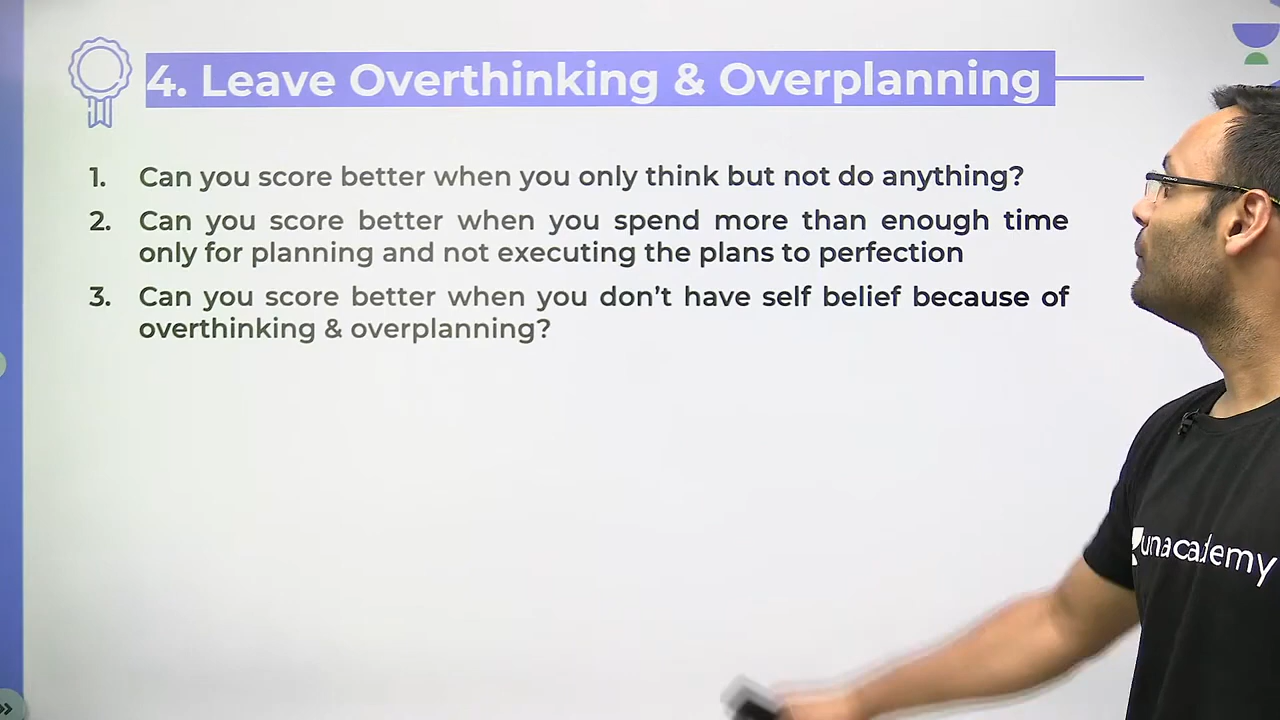 4. Leave Overthinking & Overplanning
1. Can you score better when you only think but not do anything?
2. Can you score better when you spend more than enough time
only for planning and not executing the plans to perfection
3. Can you score better when you don't have self belief because of
overthinking & overplanning?
unacademy
»